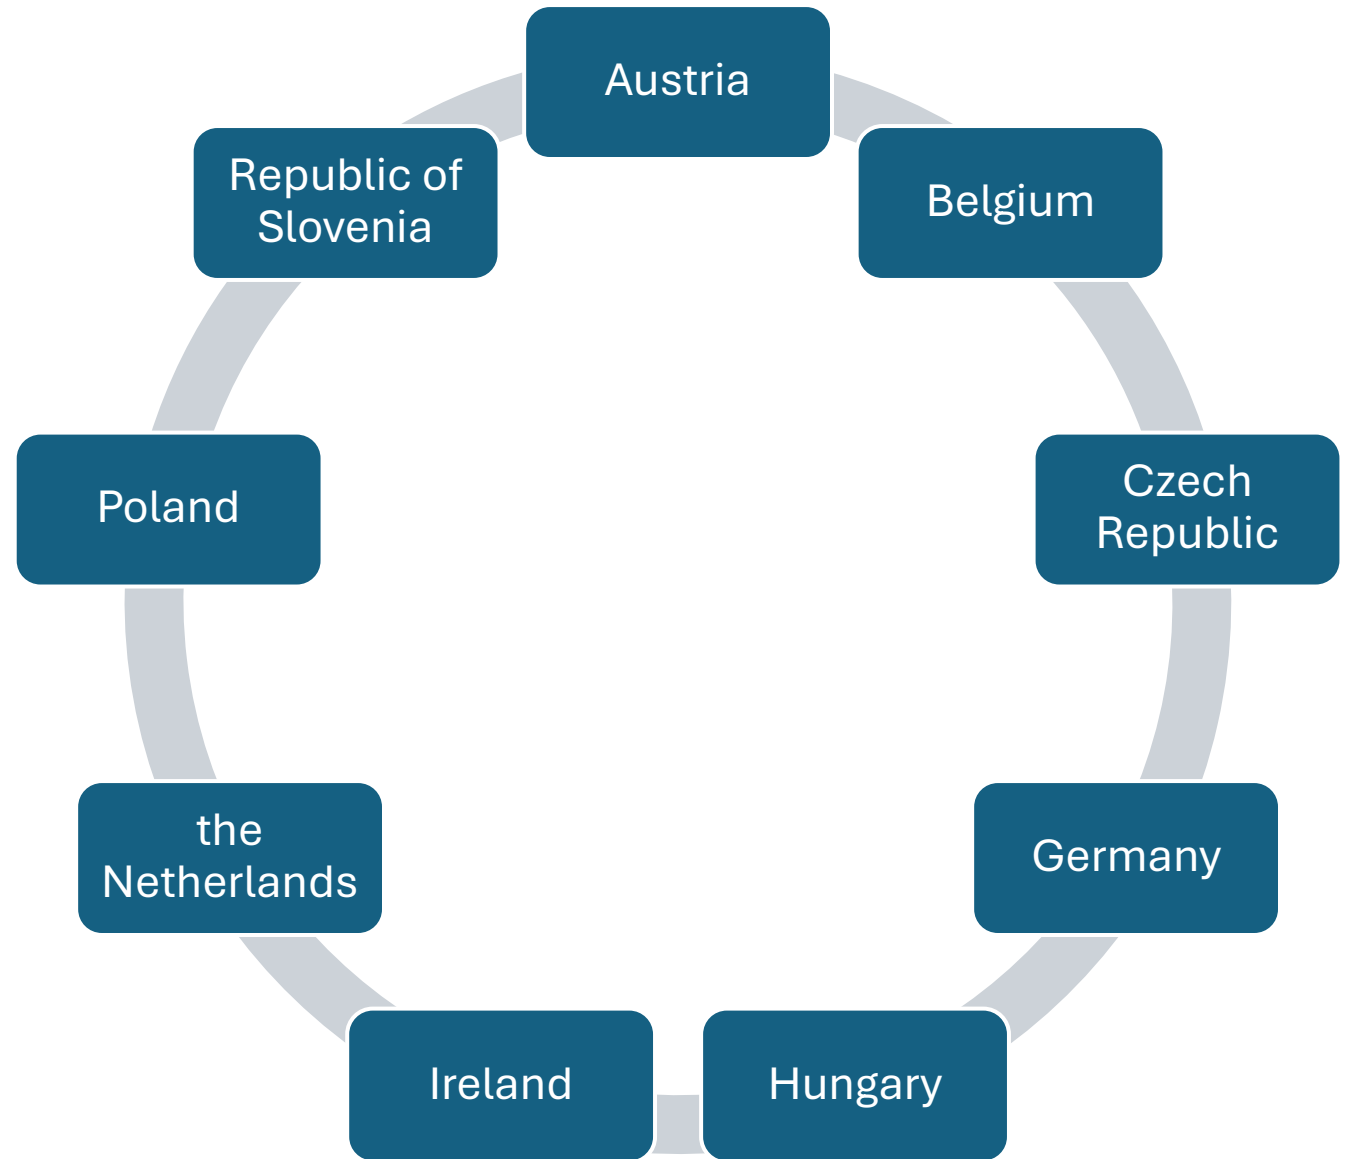 Austria
Belgium
Czech
Republic
Germany
Hungary
Ireland
the
Netherlands
Poland
Republic of
Slovenia